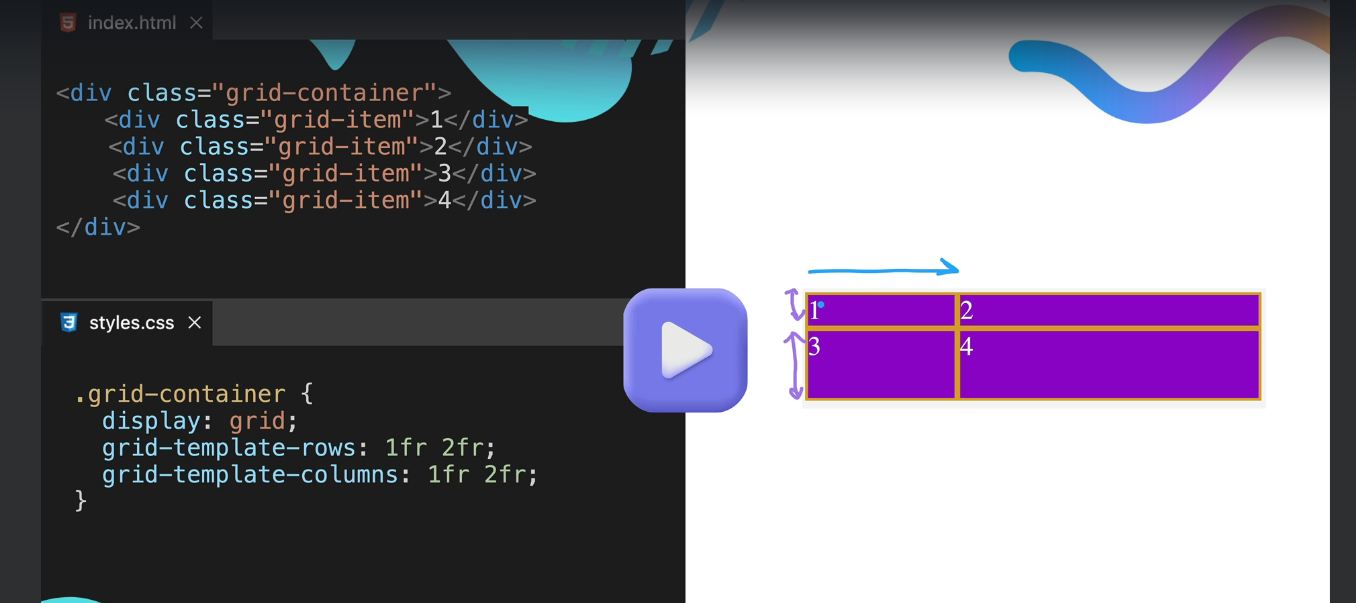 index.html
<div class="grid-container">
<div class="grid-item">1</div>
<div class="grid-item">2</div>
<div class="grid-item">3</div>
<div class="grid-item">4</div>
</div>
styles.css
.grid-container {
display: grid;
grid-template-rows: 1fr 2fr;
grid-template-columns: 1fr 2fr;
}
1 2
3 4